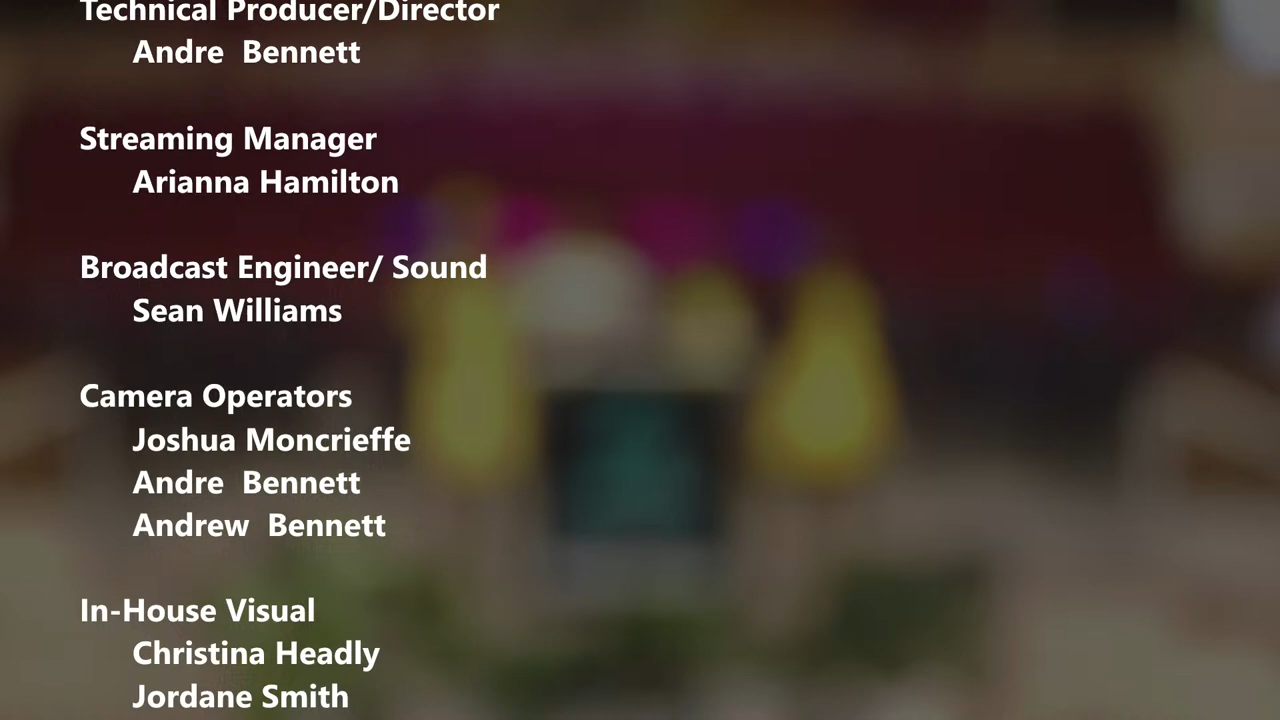 Technical Producer/Director
Andre  Bennett
Streaming Manager
Arianna Hamilton
Broadcast Engineer/ Sound
Sean Williams
Camera Operators
Joshua Moncrieffe
Andre  Bennett
Andrew  Bennett
In-House Visual
Christina Headly
Jordane Smith